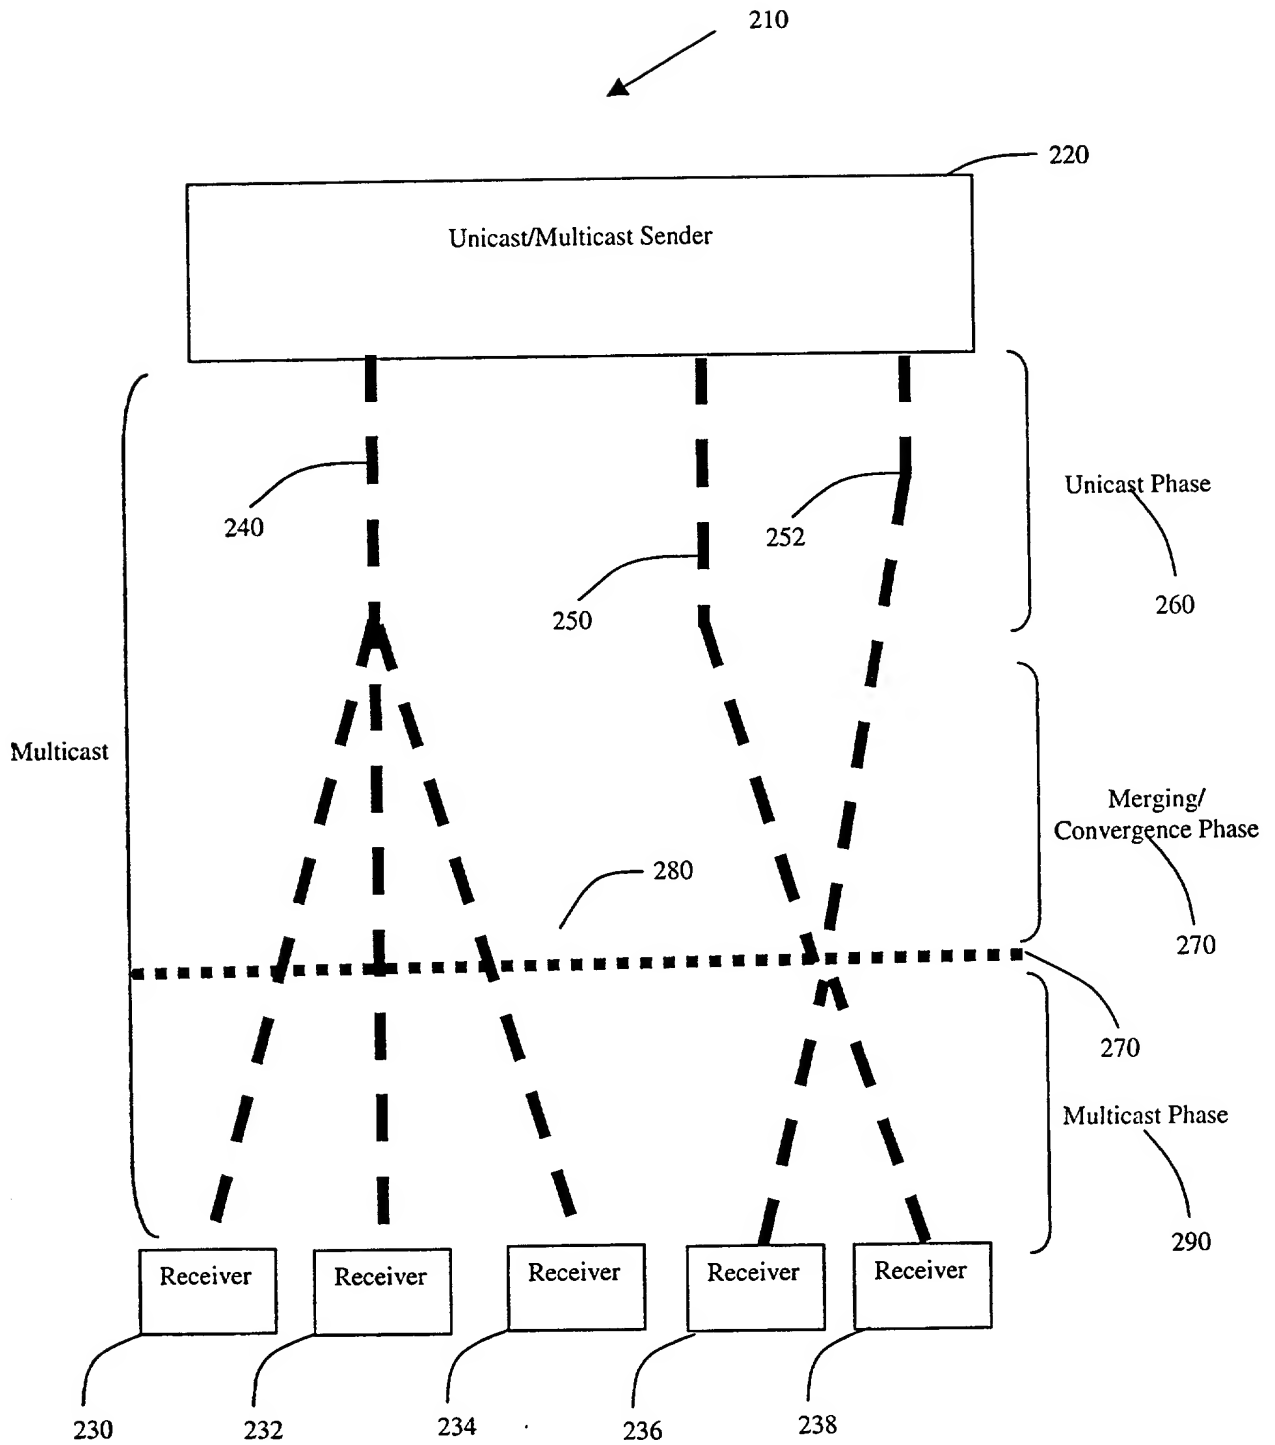 210
220
Unicast/Multicast Sender
240
252
Unicast Phase
250
260
Multicast
Merging/
Convergence Phase
280
270
270
Multicast Phase
290
Receiver
Receiver
Receiver
Receiver
Receiver
230
232
234
236
238